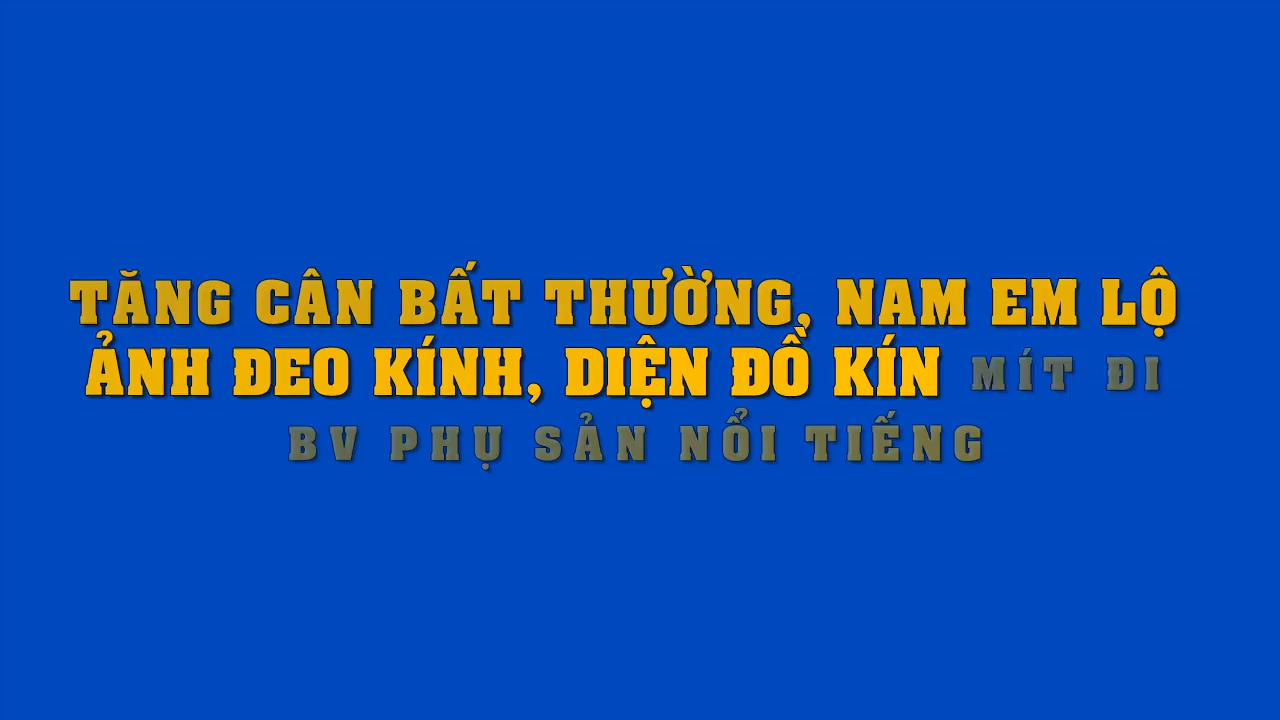 TĂNG CÂN BẤT THƯỜNG, NAM EM LỘ
ẢNH ĐEO KÍNH, DIỆN ĐỒ KÍN MÍT ĐI
BV PHỤ SẢN NỔI TIẾNG